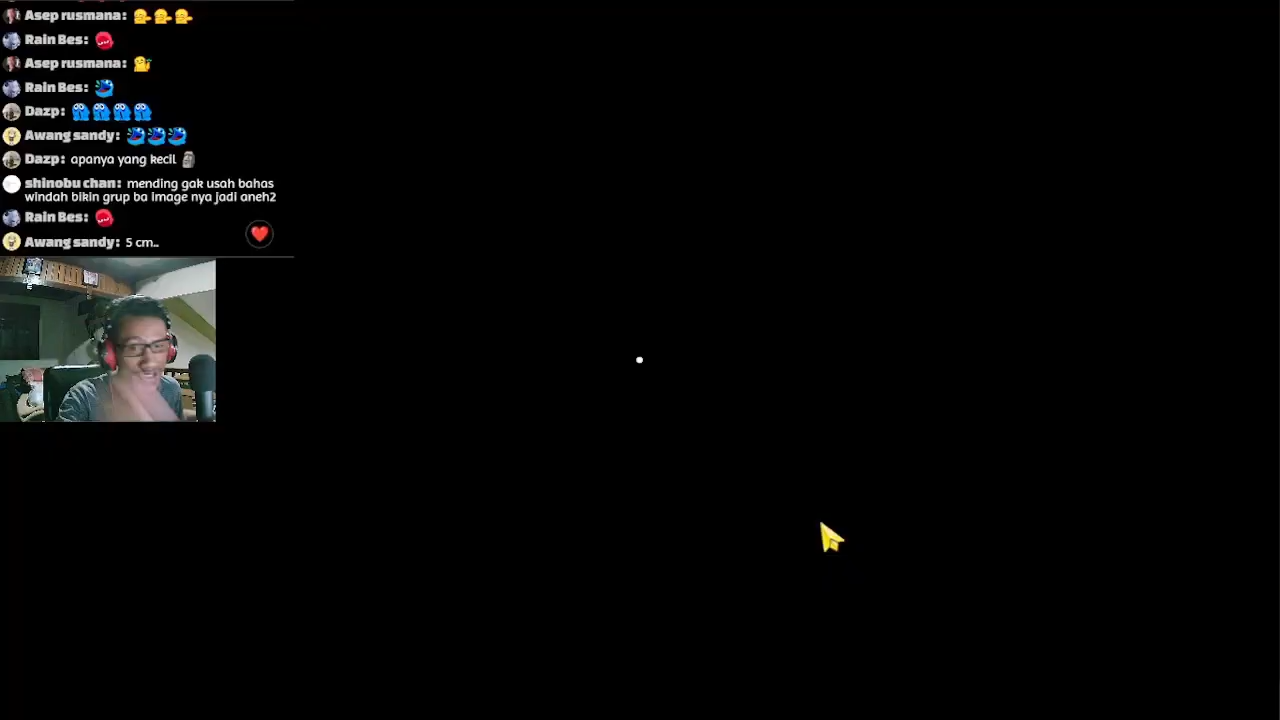 Asep rusmana:
Rain Bes:
Asep rusmana:
Rain Bes:
Dazp:
Awang sandy:
Dazp: apanya yang kecil
shinobu chan: mending gak usah bahas
windah bikin grup ba image nya jadi aneh2
Rain Bes:
Awang sandy: 5 cm..